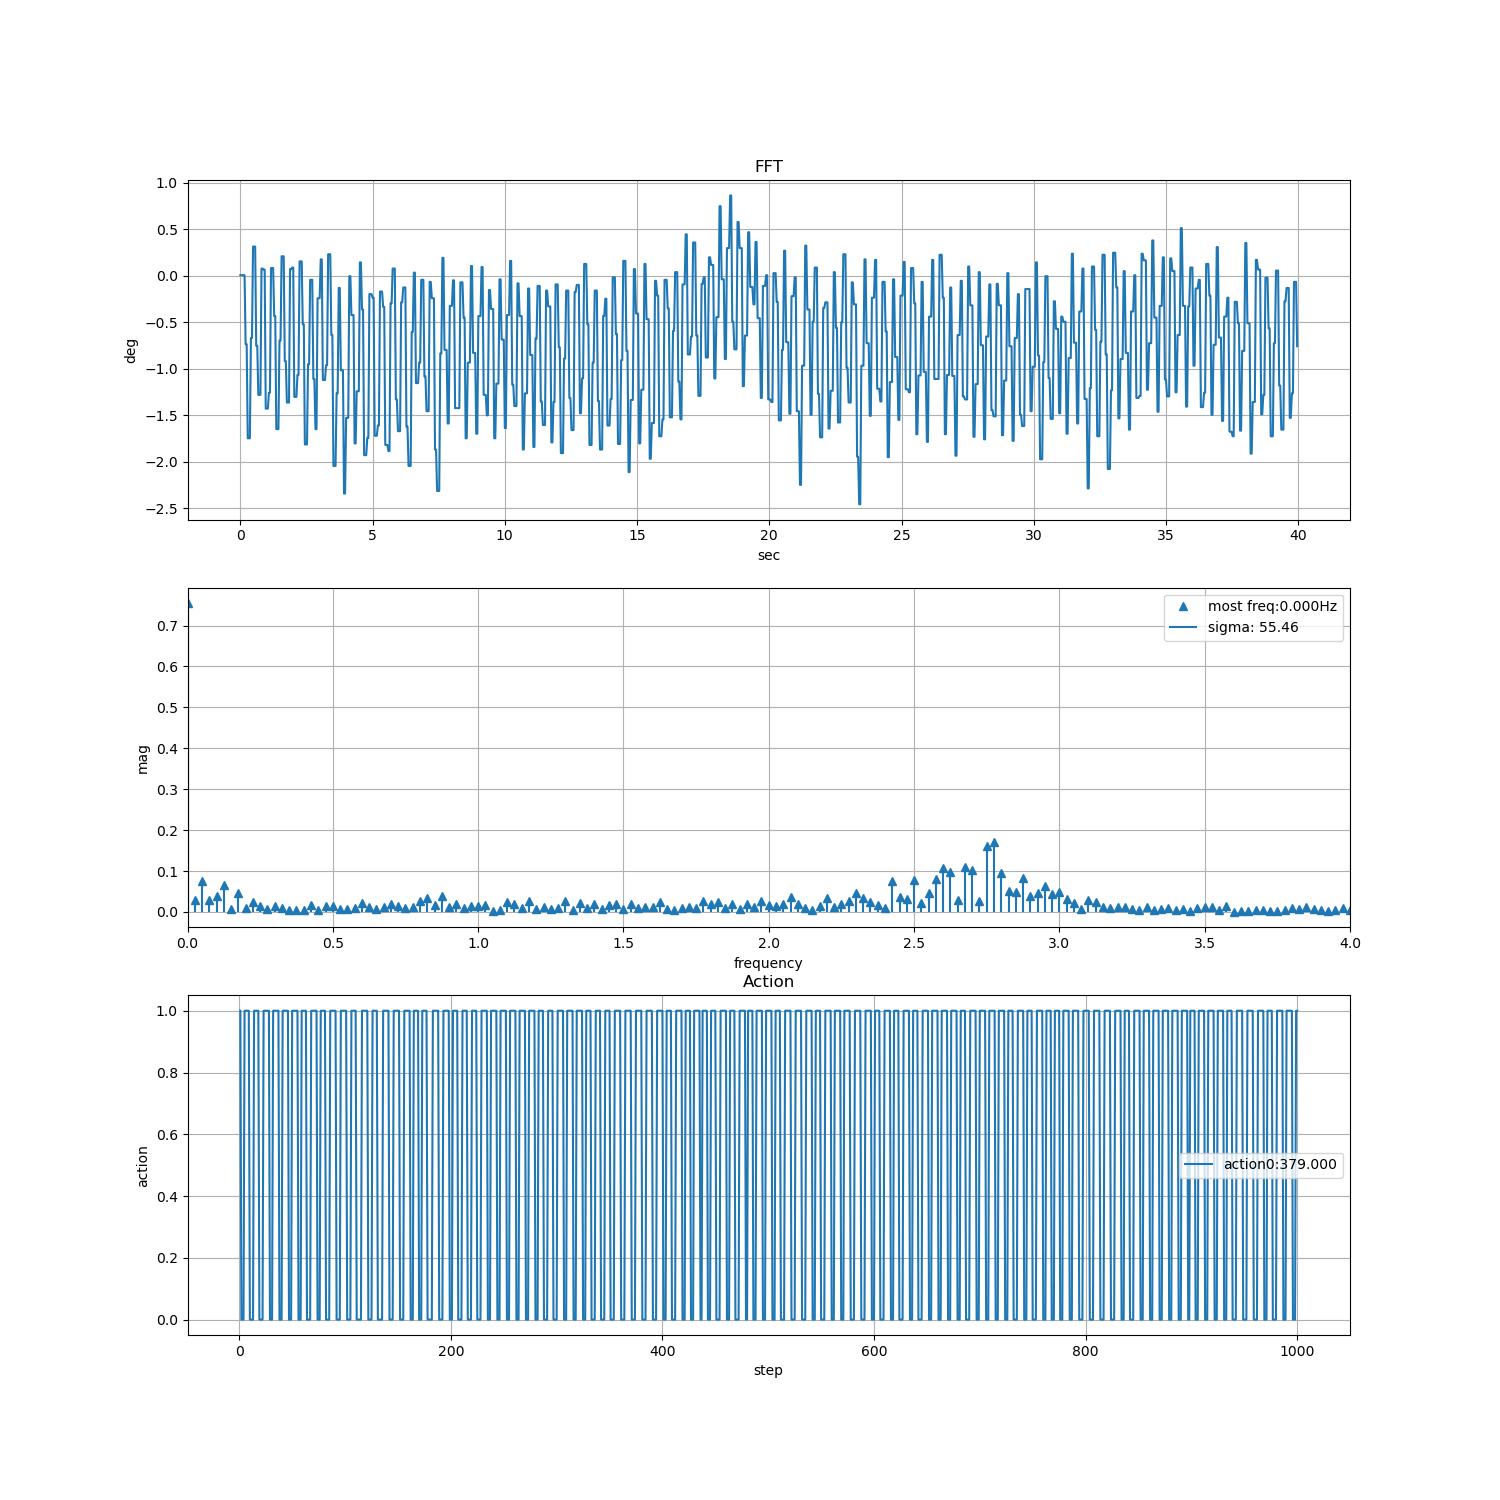 FFT
1.0
0.5
0.0
−0.5
−1.0
−1.5
−2.0
−2.5
deg
0 5 10 15 20 25 30 35 40
sec
most freq:0.000Hz
sigma: 55.46
0.7
0.6
0.5
0.4
0.3
0.2
0.1
0.0
mag
0.0 0.5 1.0 1.5 2.0 2.5 3.0 3.5 4.0
frequency
Action
1.0
0.8
0.6
0.4
0.2
0.0
action
action0:379.000
0 200 400 600 800 1000
step